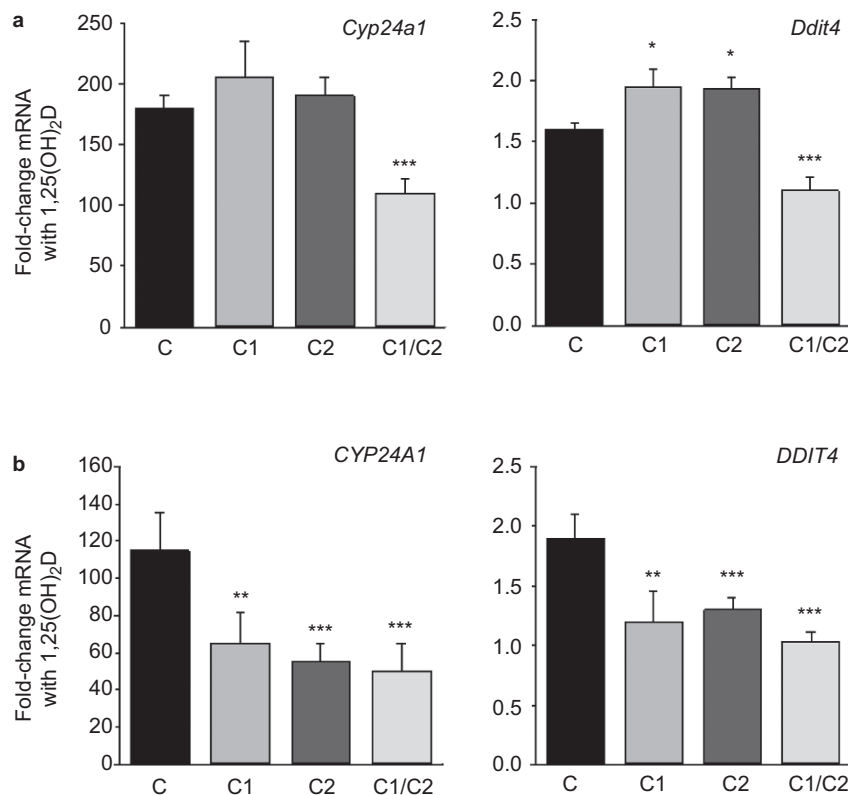 a
Cyp24a1
Fold-change mRNA
with 1,25(OH)₂D
250
200
150
100
50
0
***
C C1 C2 C1/C2
Ddit4
2.5
2.0
1.5
1.0
0.5
0.0
* *
***
C C1 C2 C1/C2
b
CYP24A1
Fold-change mRNA
with 1,25(OH)₂D
160
140
120
100
80
60
40
20
0
** *** ***
C C1 C2 C1/C2
DDIT4
2.5
2.0
1.5
1.0
0.5
0.0
** *** ***
C C1 C2 C1/C2